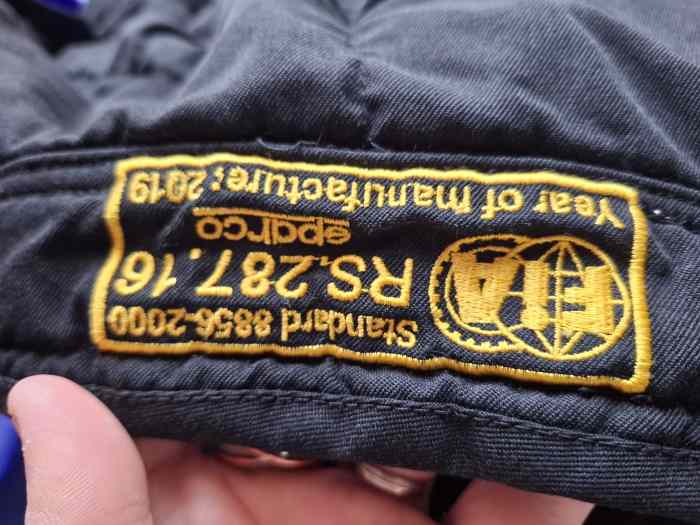 FIA
Standard 8856-2000
RS.287.16
sparco
Year of manufacture: 2019